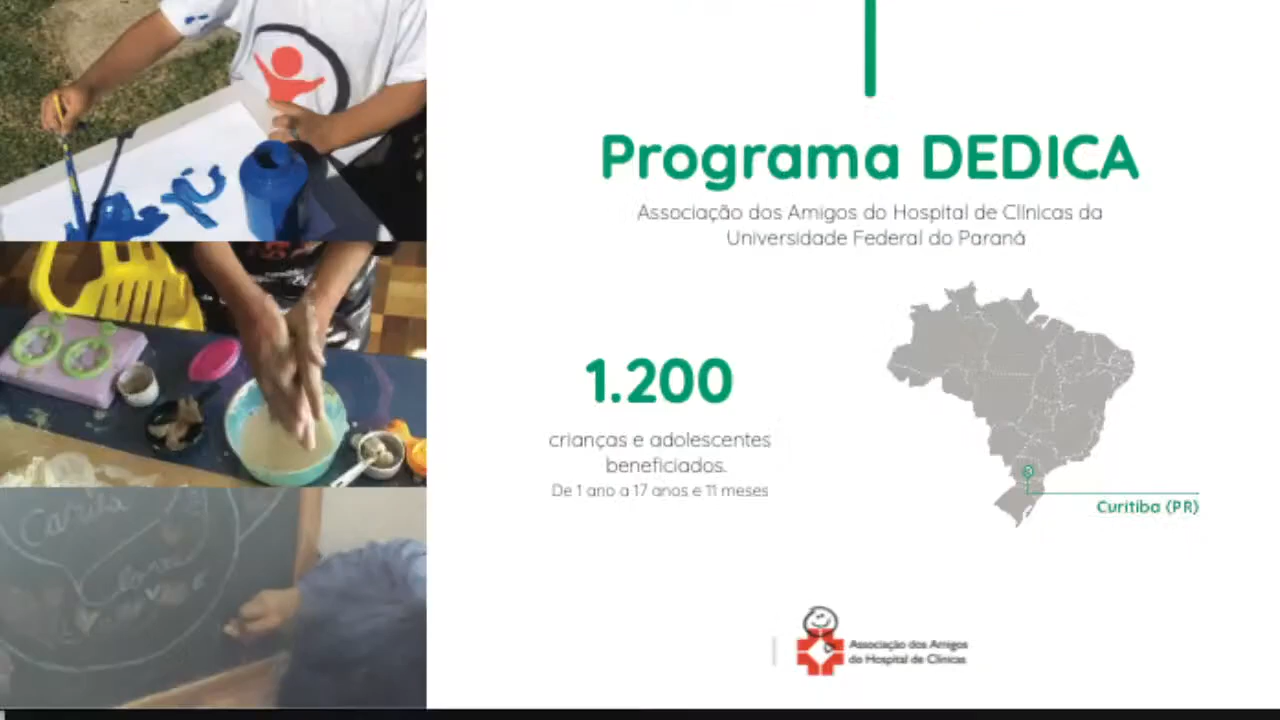 Programa DEDICA
Associação dos Amigos do Hospital de Clínicas da
Universidade Federal do Paraná
1.200
crianças e adolescentes
beneficiados.
De 1 ano a 17 anos e 11 meses
Curitiba (PR)
Associação dos Amigos
do Hospital de Clínicas